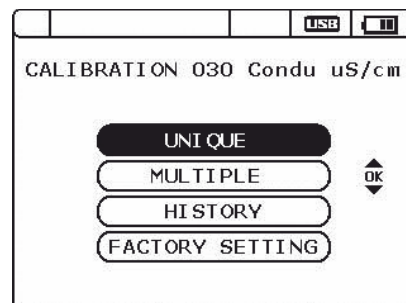 USB
CALIBRATION 030 Condu uS/cm
UNIQUE
MULTIPLE
OK
HISTORY
FACTORY SETTING